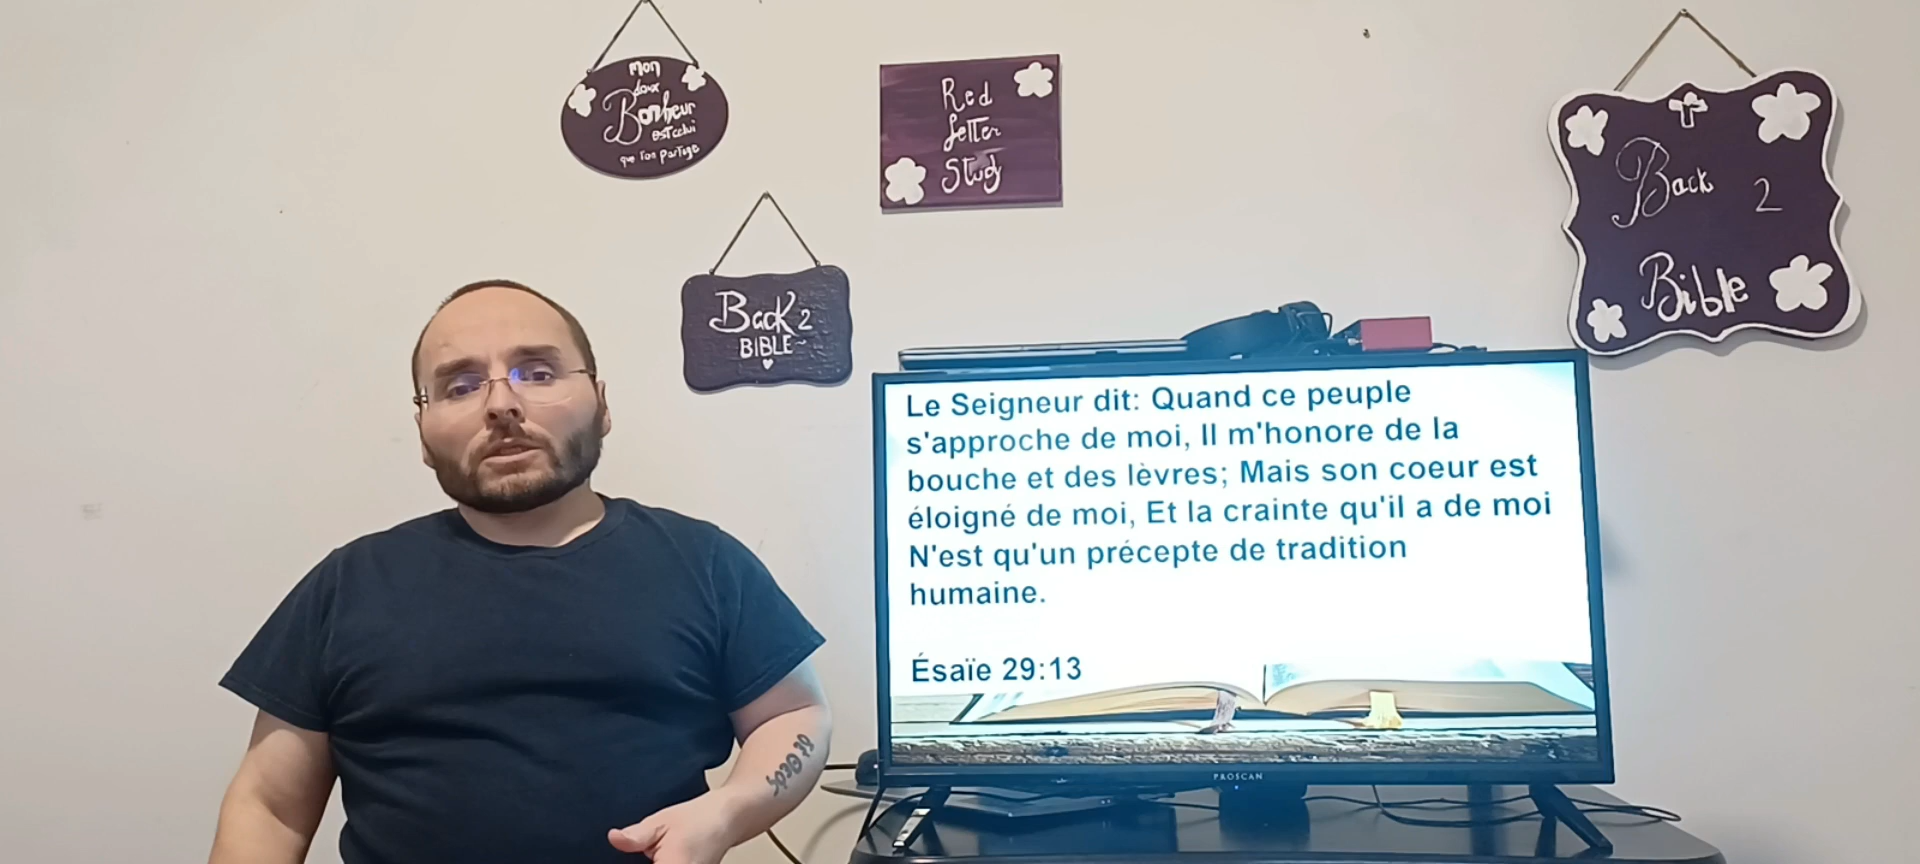 mon
doux
Bonheur
est celui
que l'on partage
Red
Letter
Study
Back 2
BIBLE
Back 2
Bible
Le Seigneur dit: Quand ce peuple
s'approche de moi, Il m'honore de la
bouche et des lèvres; Mais son coeur est
éloigné de moi, Et la crainte qu'il a de moi
N'est qu'un précepte de tradition
humaine.
Ésaïe 29:13
PROSCAN